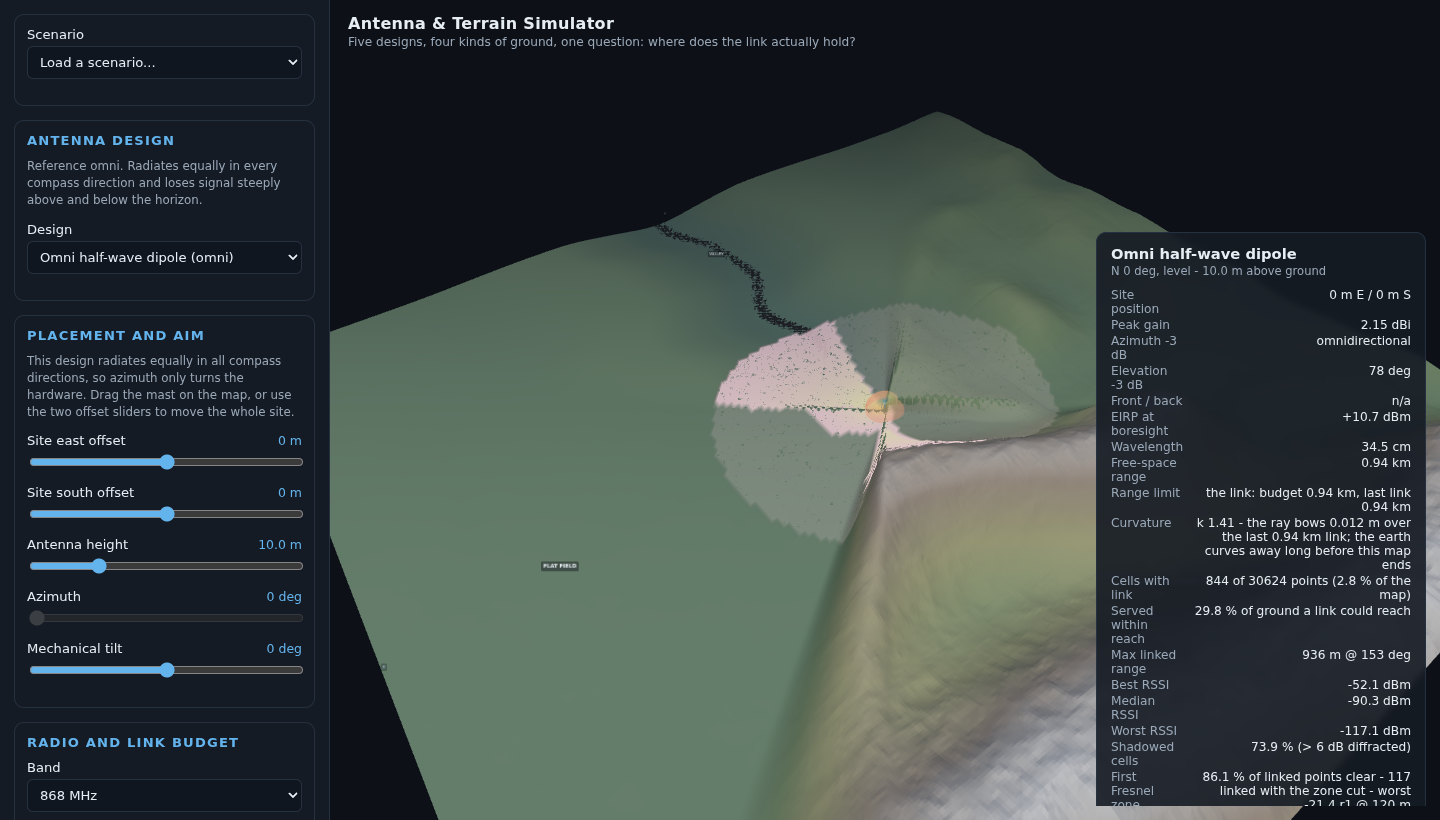 Scenario
Load a scenario...
ANTENNA DESIGN
Reference omni. Radiates equally in every
compass direction and loses signal steeply
above and below the horizon.
Design
Omni half-wave dipole (omni)
PLACEMENT AND AIM
This design radiates equally in all compass
directions, so azimuth only turns the
hardware. Drag the mast on the map, or use
the two offset sliders to move the whole site.
Site east offset 0 m
Site south offset 0 m
Antenna height 10.0 m
Azimuth 0 deg
Mechanical tilt 0 deg
RADIO AND LINK BUDGET
Band
868 MHz
Antenna & Terrain Simulator
Five designs, four kinds of ground, one question: where does the link actually hold?
VALLEY
FLAT FIELD
Omni half-wave dipole
N 0 deg, level - 10.0 m above ground
Site 0 m E / 0 m S
position
Peak gain 2.15 dBi
Azimuth -3 omnidirectional
dB
Elevation 78 deg
-3 dB
Front / back n/a
EIRP at +10.7 dBm
boresight
Wavelength 34.5 cm
Free-space 0.94 km
range
Range limit the link: budget 0.94 km, last link
0.94 km
Curvature k 1.41 - the ray bows 0.012 m over
the last 0.94 km link; the earth
curves away long before this map
ends
Cells with 844 of 30624 points (2.8 % of the
link map)
Served 29.8 % of ground a link could reach
within
reach
Max linked 936 m @ 153 deg
range
Best RSSI -52.1 dBm
Median -90.3 dBm
RSSI
Worst RSSI -117.1 dBm
Shadowed 73.9 % (> 6 dB diffracted)
cells
First 86.1 % of linked points clear - 117
Fresnel linked with the zone cut - worst
zone -21.4 r1 @ 120 m